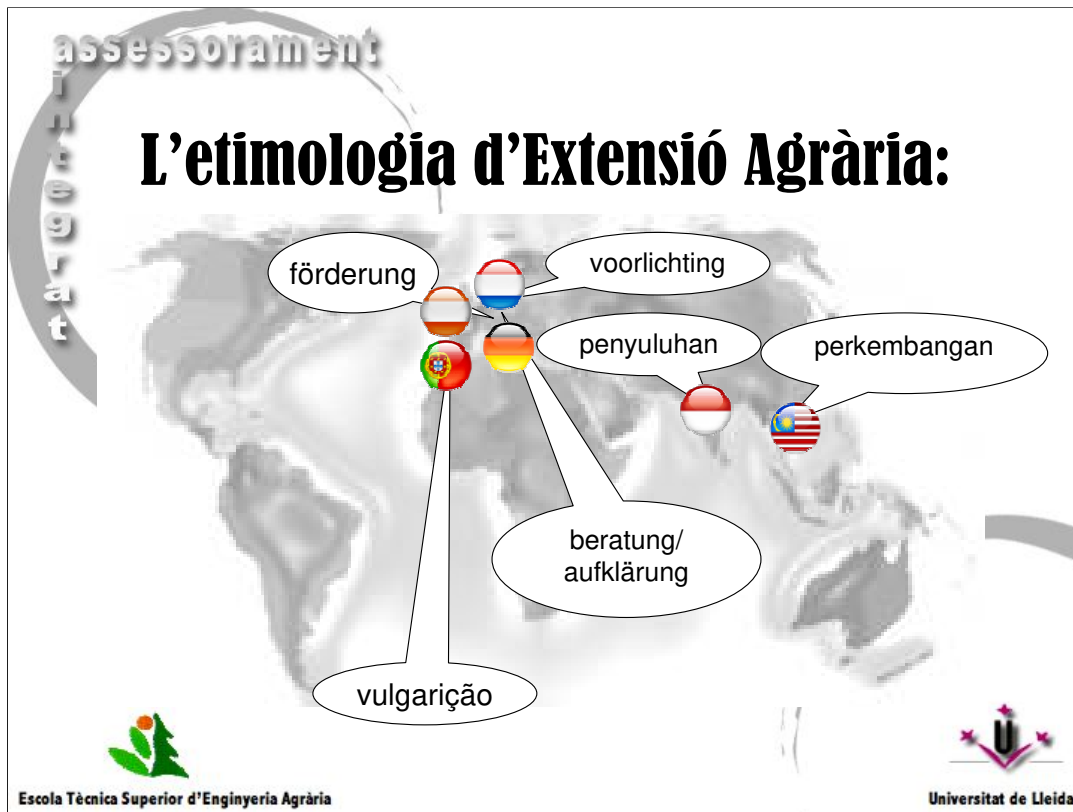 assessorament
integrat
L’etimologia d’Extensió Agrària:
förderung
voorlichting
penyuluhan
perkembangan
beratung/
aufklärung
vulgarição
Escola Tècnica Superior d'Enginyeria Agrària
U
Universitat de Lleida